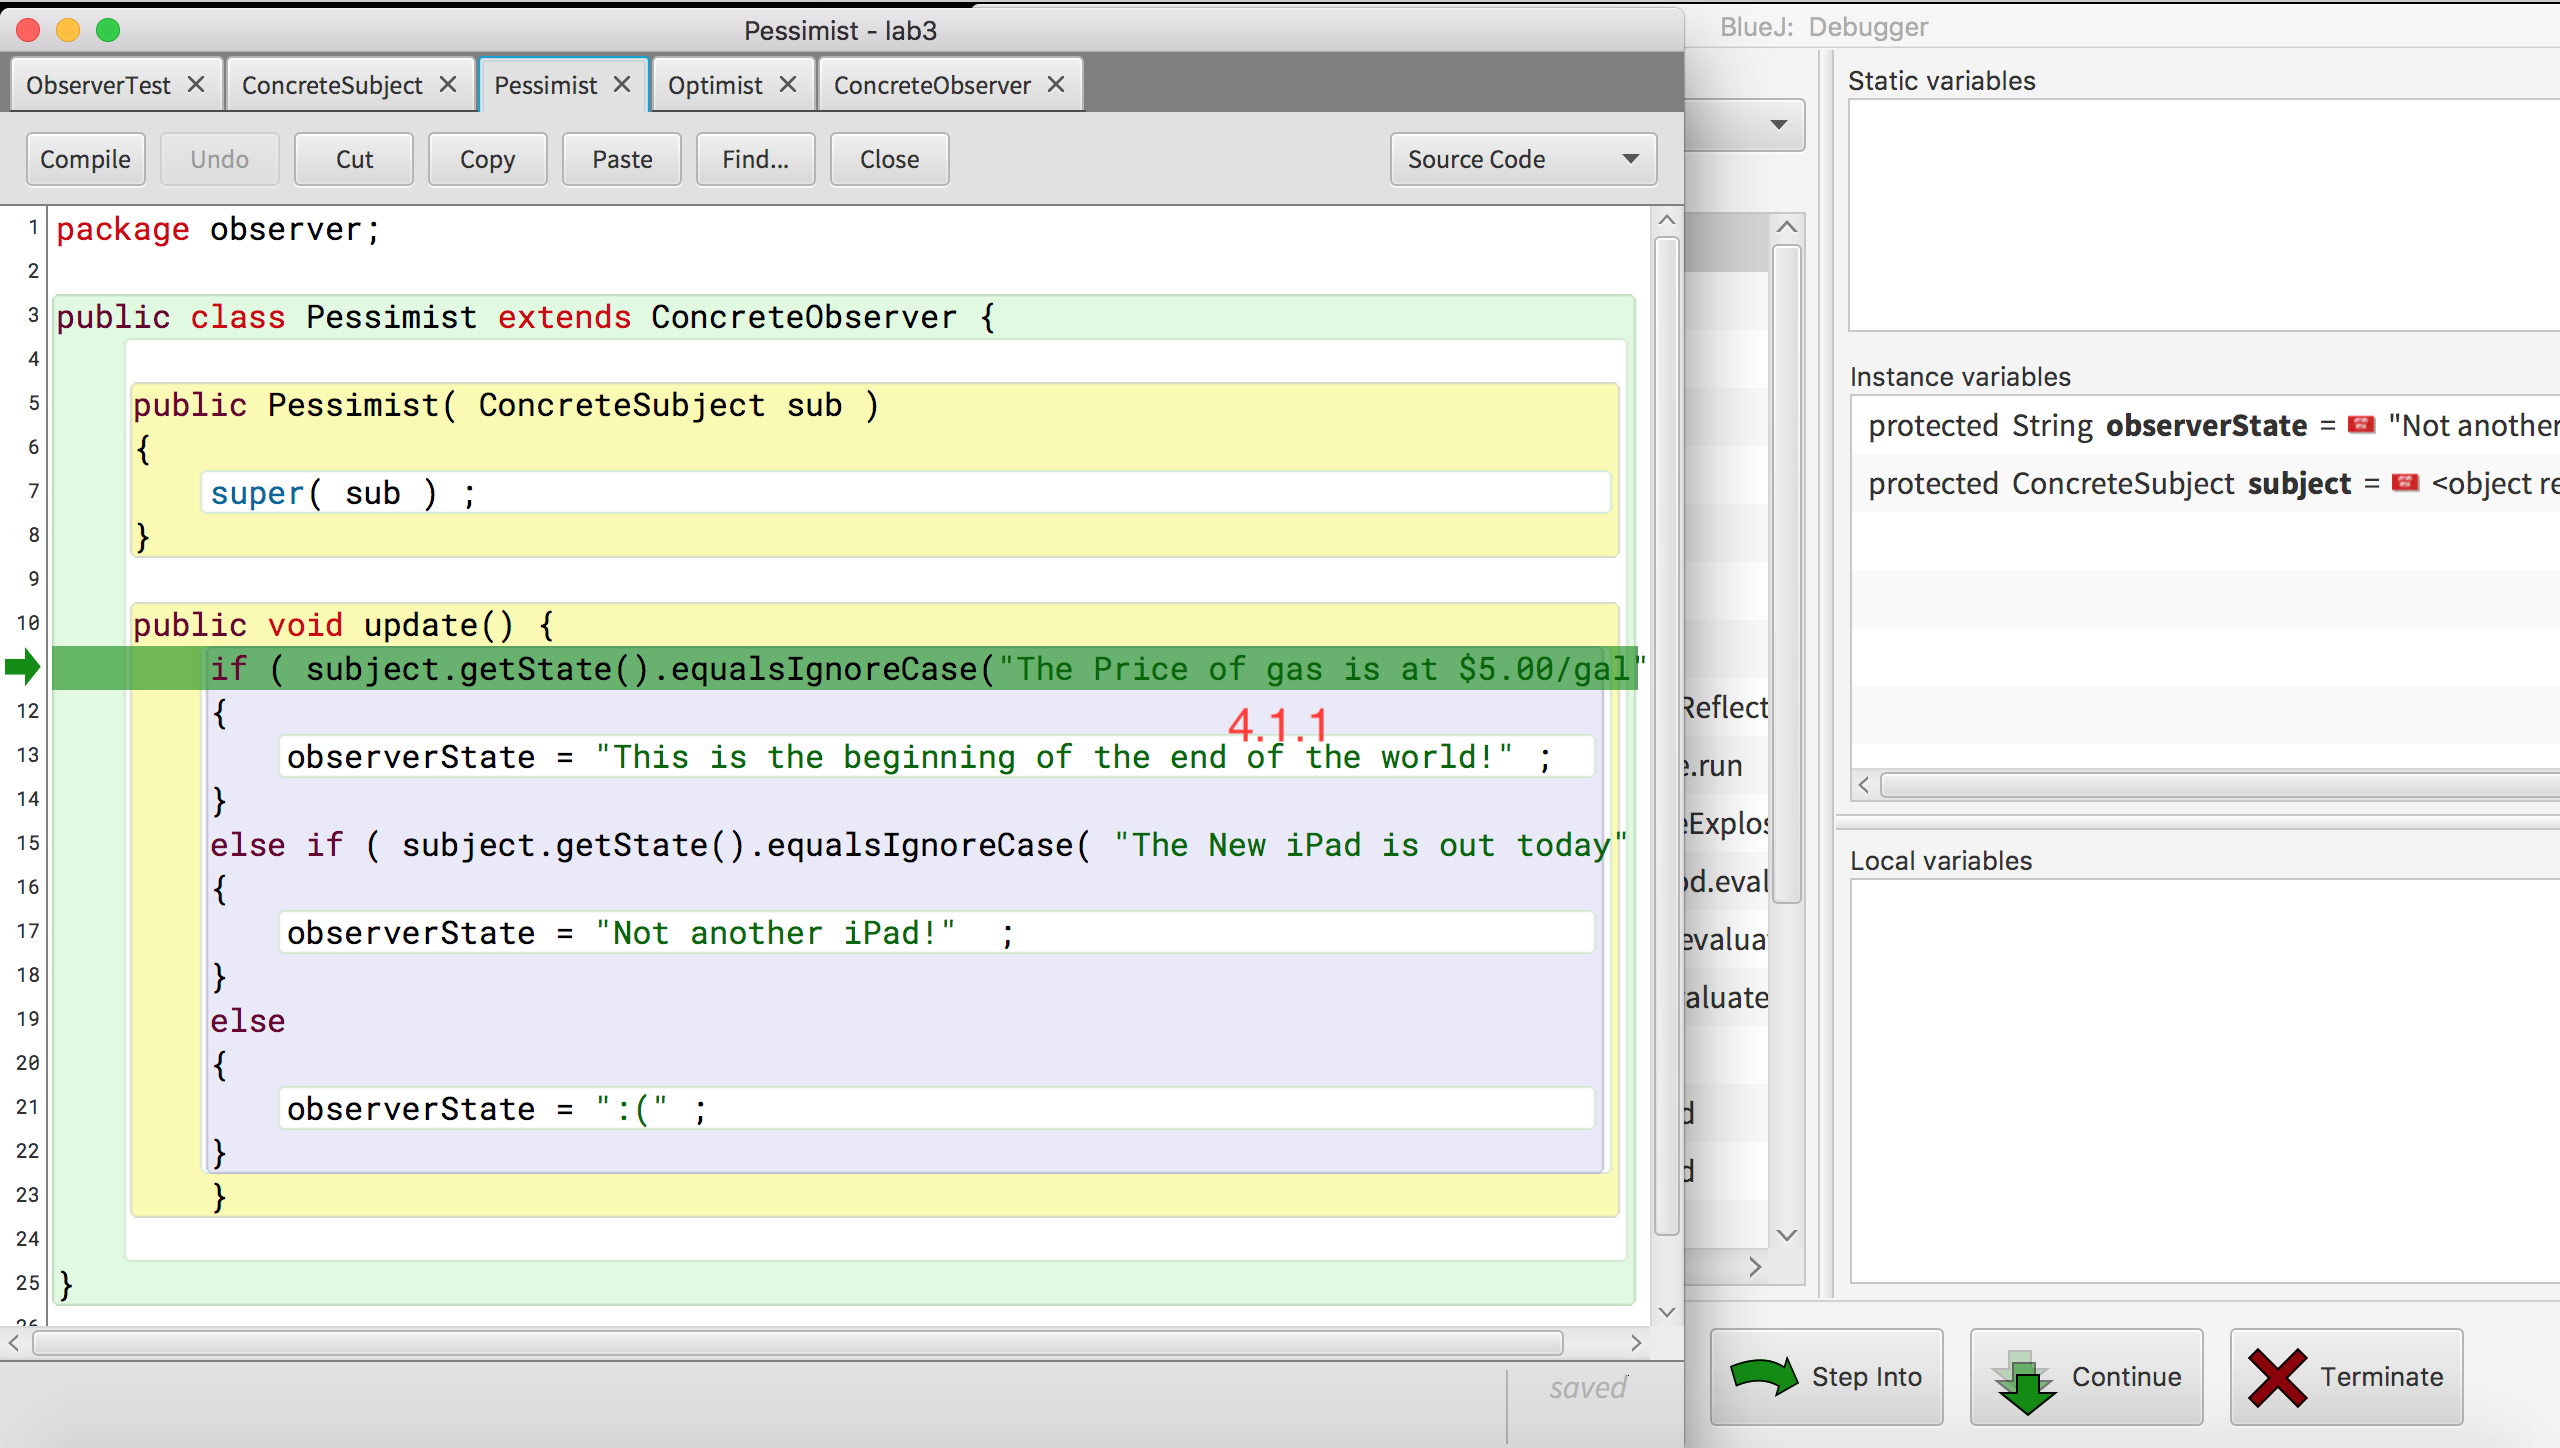 Pessimist - lab3
BlueJ: Debugger
ObserverTest
ConcreteSubject
Pessimist
Optimist
ConcreteObserver
Compile
Undo
Cut
Copy
Paste
Find...
Close
Source Code
1 package observer;
2
3 public class Pessimist extends ConcreteObserver {
4
5 public Pessimist( ConcreteSubject sub )
6 {
7 super( sub ) ;
8 }
9
10 public void update() {
if ( subject.getState().equalsIgnoreCase("The Price of gas is at $5.00/gal"
12 {
4.1.1
13 observerState = "This is the beginning of the end of the world!" ;
14 }
15 else if ( subject.getState().equalsIgnoreCase( "The New iPad is out today"
16 {
17 observerState = "Not another iPad!" ;
18 }
19 else
20 {
21 observerState = ":(" ;
22 }
23 }
24
25 }
26
saved
Reflect
e.run
eExplos
od.eval
evalua
aluate
d
d
Static variables
Instance variables
protected String observerState = "Not another
protected ConcreteSubject subject = <object re
Local variables
Step Into
Continue
Terminate